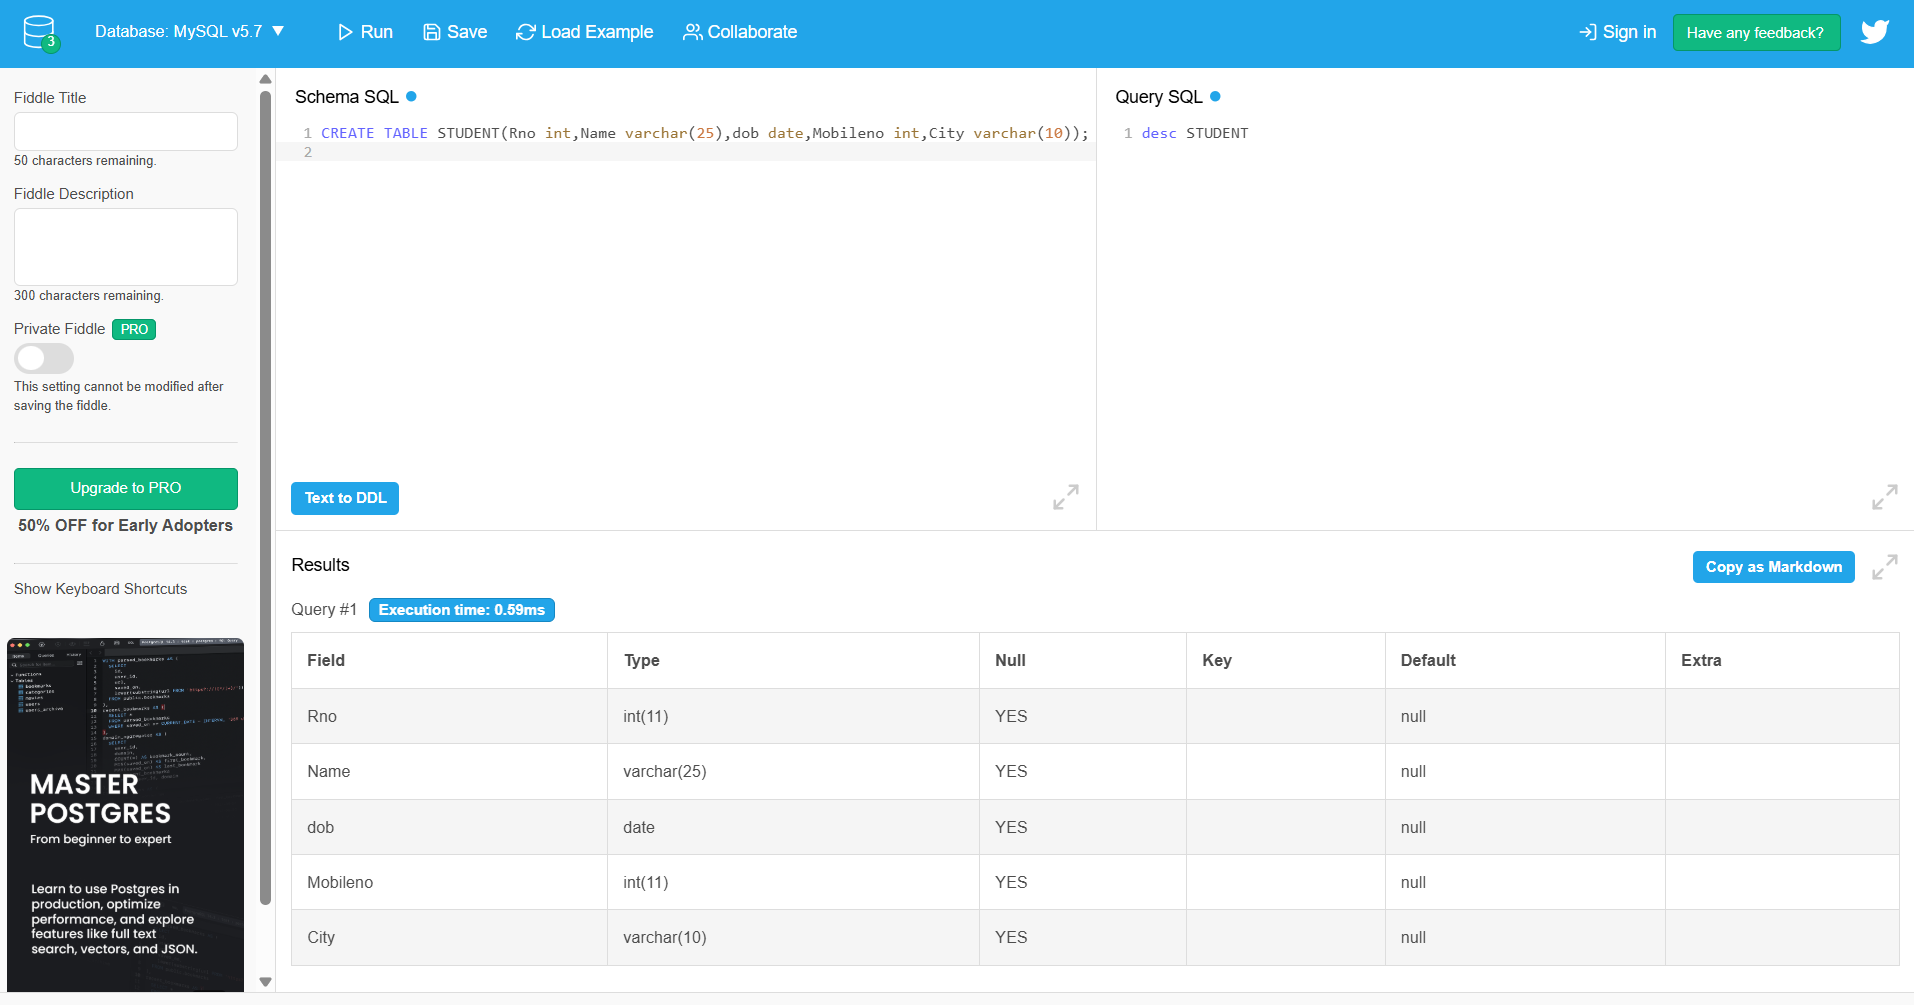 3
Database: MySQL v5.7
Run
Save
Load Example
Collaborate
Sign in
Have any feedback?
Fiddle Title
50 characters remaining.
Fiddle Description
300 characters remaining.
Private Fiddle PRO
This setting cannot be modified after
saving the fiddle.
Upgrade to PRO
50% OFF for Early Adopters
Show Keyboard Shortcuts
MASTER
POSTGRES
From beginner to expert
Learn to use Postgres in
production, optimize
performance, and explore
features like full text
search, vectors, and JSON.
Schema SQL
1 CREATE TABLE STUDENT(Rno int,Name varchar(25),dob date,Mobileno int,City varchar(10));
2
Text to DDL
Query SQL
1 desc STUDENT
Results
Copy as Markdown
Query #1 Execution time: 0.59ms
Field Type Null Key Default Extra
Rno int(11) YES null
Name varchar(25) YES null
dob date YES null
Mobileno int(11) YES null
City varchar(10) YES null